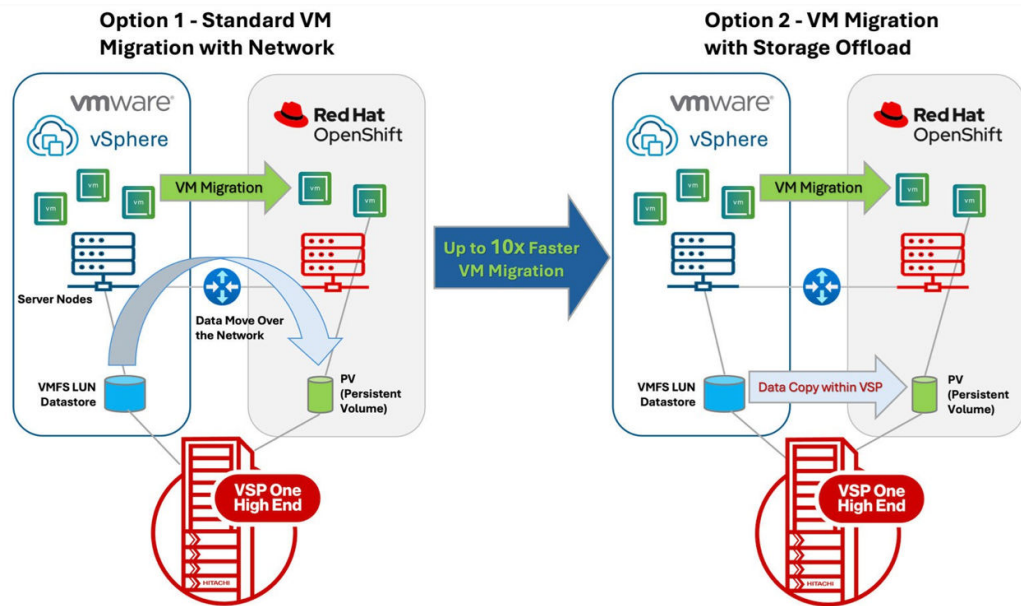 Option 1 - Standard VM
Migration with Network
vmware®
vSphere
Red Hat
OpenShift
vm
vm
vm
VM Migration
vm
vm
Server Nodes
Data Move Over
the Network
VMFS LUN
Datastore
PV
(Persistent
Volume)
VSP One
High End
HITACHI
Up to 10x Faster
VM Migration
Option 2 - VM Migration
with Storage Offload
vmware®
vSphere
Red Hat
OpenShift
vm
vm
vm
VM Migration
vm
vm
VMFS LUN
Datastore
Data Copy within VSP
PV
(Persistent
Volume)
VSP One
High End
HITACHI